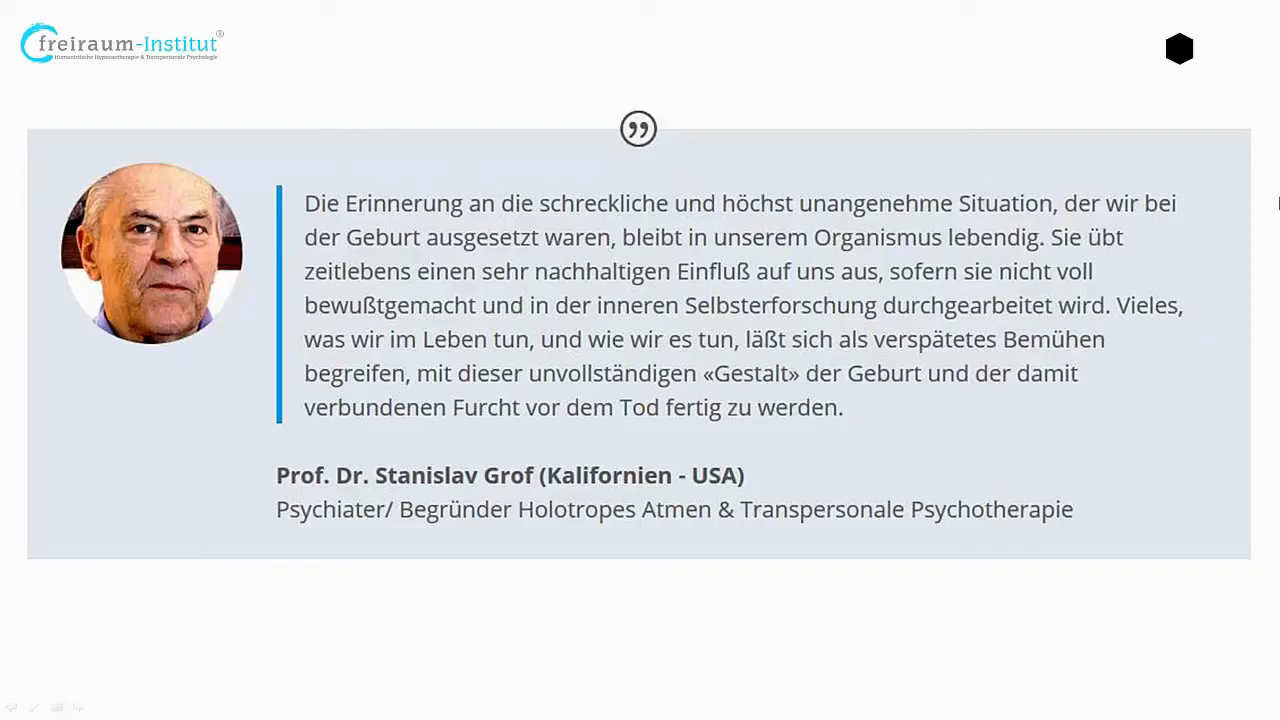 freiraum-Institut®
Humanistische Hypnosetherapie & Transpersonale Psychologie
Die Erinnerung an die schreckliche und höchst unangenehme Situation, der wir bei
der Geburt ausgesetzt waren, bleibt in unserem Organismus lebendig. Sie übt
zeitlebens einen sehr nachhaltigen Einfluß auf uns aus, sofern sie nicht voll
bewußtgemacht und in der inneren Selbsterforschung durchgearbeitet wird. Vieles,
was wir im Leben tun, und wie wir es tun, läßt sich als verspätetes Bemühen
begreifen, mit dieser unvollständigen «Gestalt» der Geburt und der damit
verbundenen Furcht vor dem Tod fertig zu werden.
Prof. Dr. Stanislav Grof (Kalifornien - USA)
Psychiater/ Begründer Holotropes Atmen & Transpersonale Psychotherapie